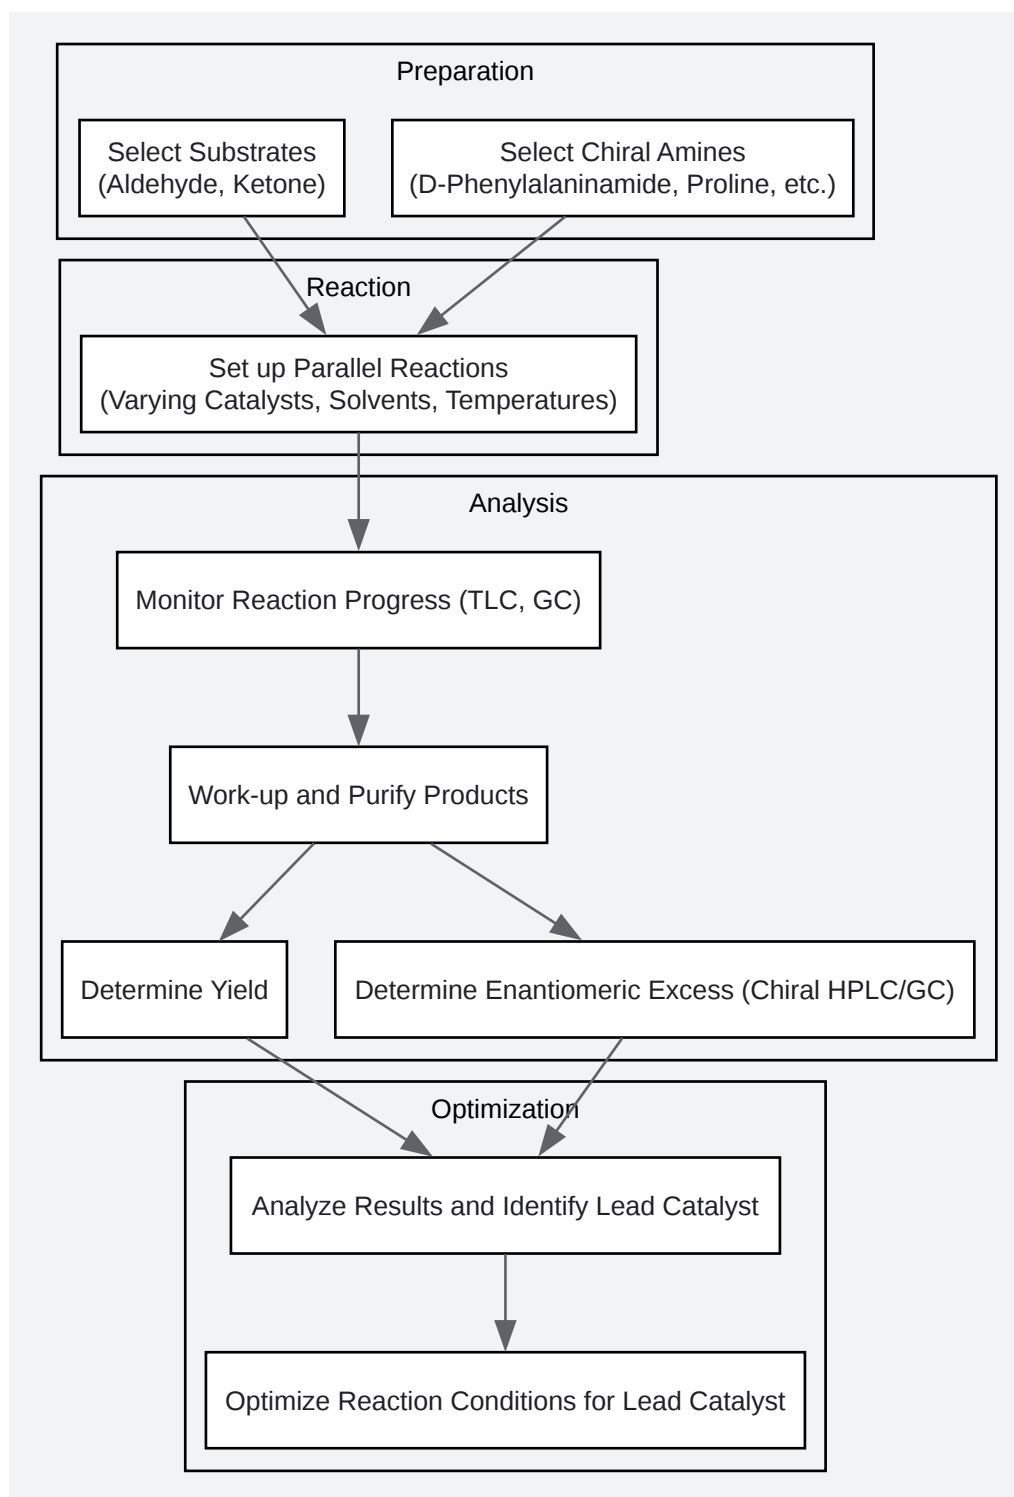 Preparation
Select Substrates
(Aldehyde, Ketone)
Select Chiral Amines
(D-Phenylalaninamide, Proline, etc.)
Reaction
Set up Parallel Reactions
(Varying Catalysts, Solvents, Temperatures)
Analysis
Monitor Reaction Progress (TLC, GC)
Work-up and Purify Products
Determine Yield
Determine Enantiomeric Excess (Chiral HPLC/GC)
Optimization
Analyze Results and Identify Lead Catalyst
Optimize Reaction Conditions for Lead Catalyst